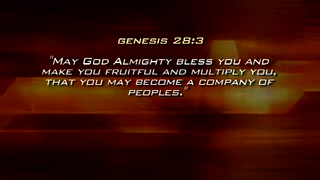 GENESIS 28:3
"MAY GOD ALMIGHTY BLESS YOU AND
MAKE YOU FRUITFUL AND MULTIPLY YOU,
THAT YOU MAY BECOME A COMPANY OF
PEOPLES."